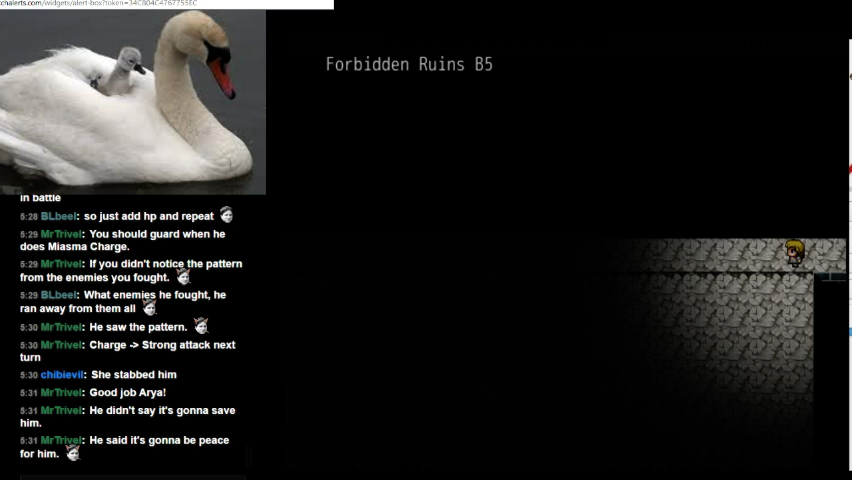 chalerts.com/widgets/alert-box?token=34CB04C4767755EC
Forbidden Ruins B5
in battle
5:28 BLbeel: so just add hp and repeat
5:29 MrTrivel: You should guard when he
does Miasma Charge.
5:29 MrTrivel: If you didn't notice the pattern
from the enemies you fought.
5:29 BLbeel: What enemies he fought, he
ran away from them all
5:30 MrTrivel: He saw the pattern.
5:30 MrTrivel: Charge -> Strong attack next
turn
5:30 chibievil: She stabbed him
5:31 MrTrivel: Good job Arya!
5:31 MrTrivel: He didn't say it's gonna save
him.
5:31 MrTrivel: He said it's gonna be peace
for him.